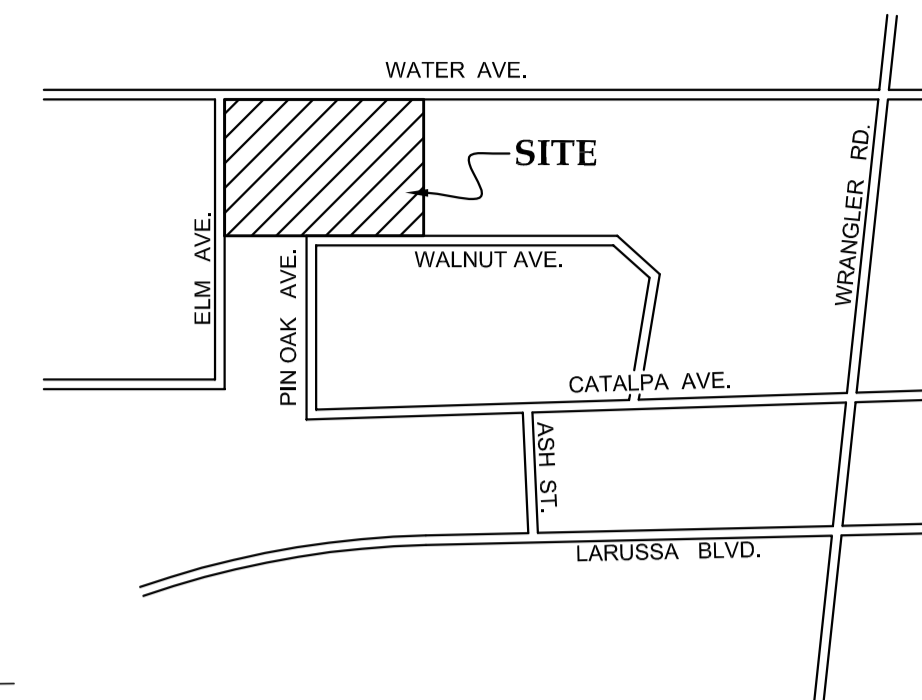 WATER AVE.
SITE
WRANGLER RD.
ELM AVE.
PIN OAK AVE.
WALNUT AVE.
CATALPA AVE.
ASH ST.
LARUSSA BLVD.